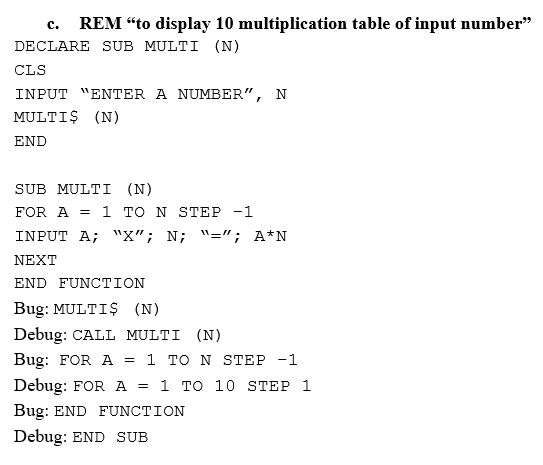 c. REM “to display 10 multiplication table of input number”
DECLARE SUB MULTI (N)
CLS
INPUT “ENTER A NUMBER”, N
MULTI$ (N)
END
SUB MULTI (N)
FOR A = 1 TO N STEP -1
INPUT A; “X”; N; “=”; A*N
NEXT
END FUNCTION
Bug: MULTI$ (N)
Debug: CALL MULTI (N)
Bug: FOR A = 1 TO N STEP -1
Debug: FOR A = 1 TO 10 STEP 1
Bug: END FUNCTION
Debug: END SUB